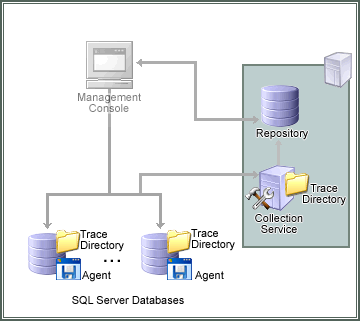 Management
Console
Repository
Trace
Directory
Collection
Service
Trace
Directory
Agent
...
Trace
Directory
Agent
SQL Server Databases